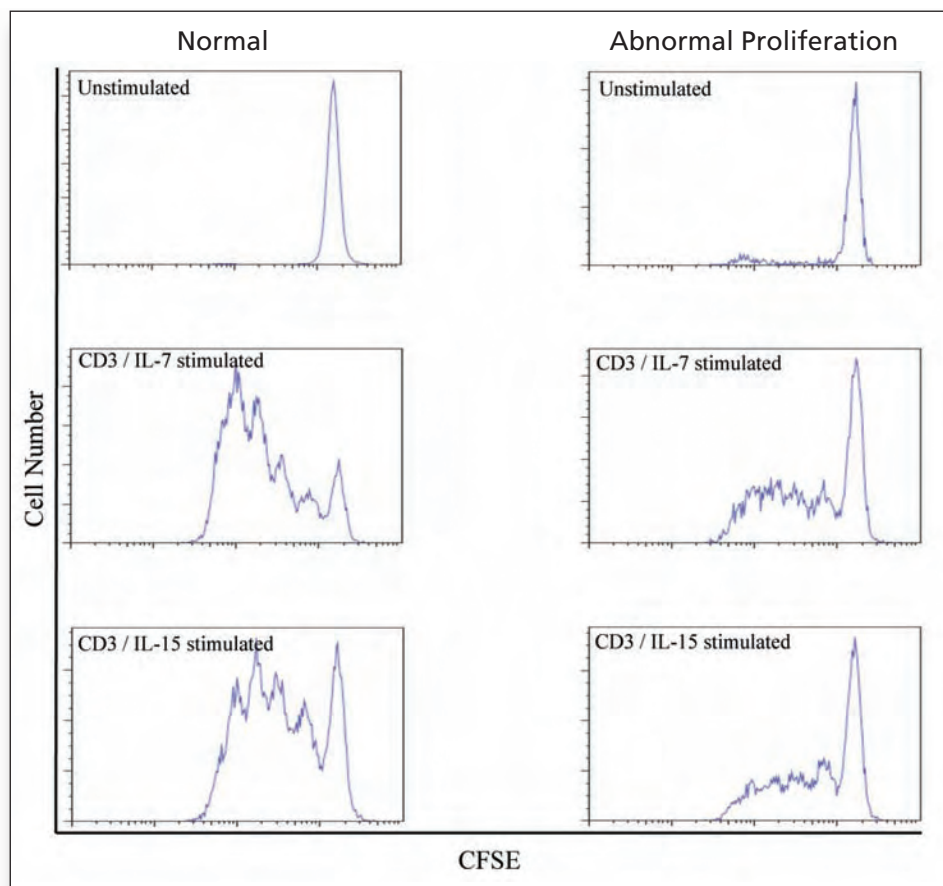 Normal
Abnormal Proliferation
Unstimulated
Unstimulated
CD3 / IL-7 stimulated
CD3 / IL-7 stimulated
CD3 / IL-15 stimulated
CD3 / IL-15 stimulated
Cell Number
CFSE